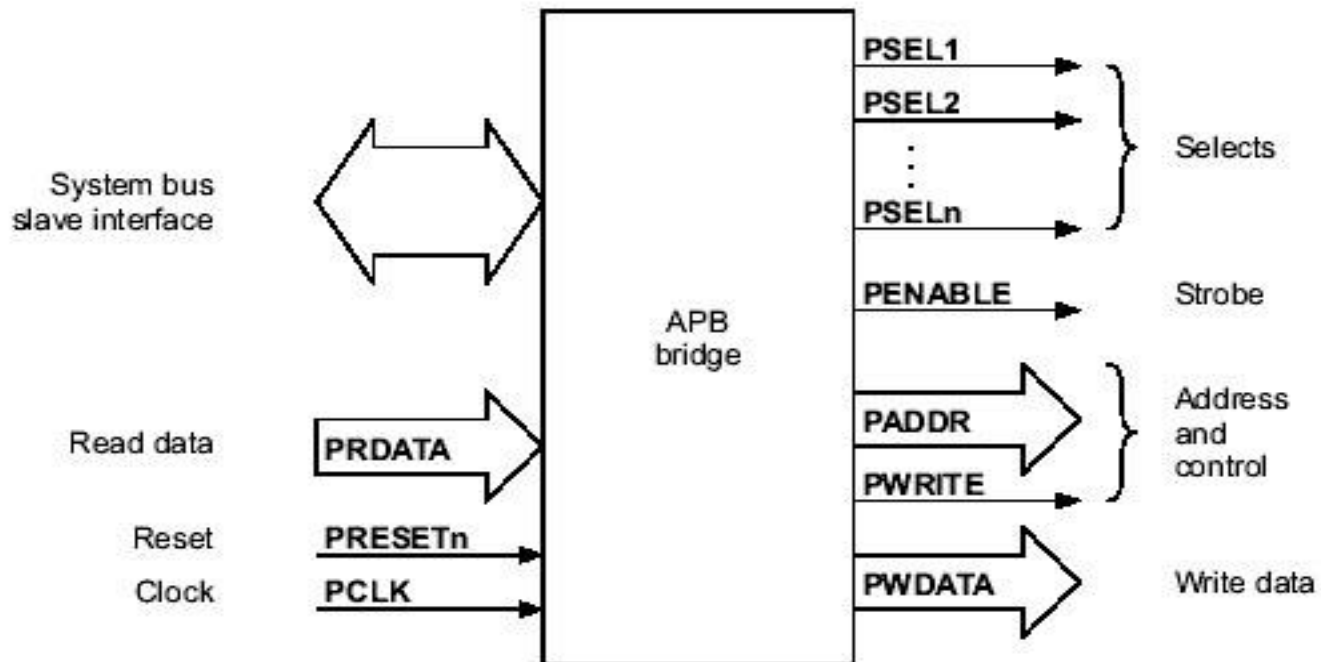 System bus
slave interface
Read data
PRDATA
Reset
PRESETn
Clock
PCLK
APB
bridge
PSEL1
PSEL2
PSELn
Selects
PENABLE
Strobe
PADDR
PWRITE
Address
and
control
PWDATA
Write data